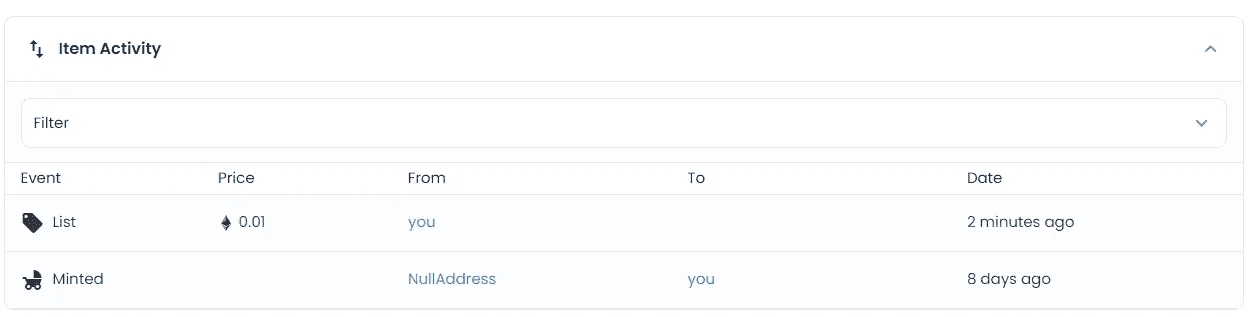 Item Activity
Filter
Event Price From To Date
List 0.01 you 2 minutes ago
Minted NullAddress you 8 days ago